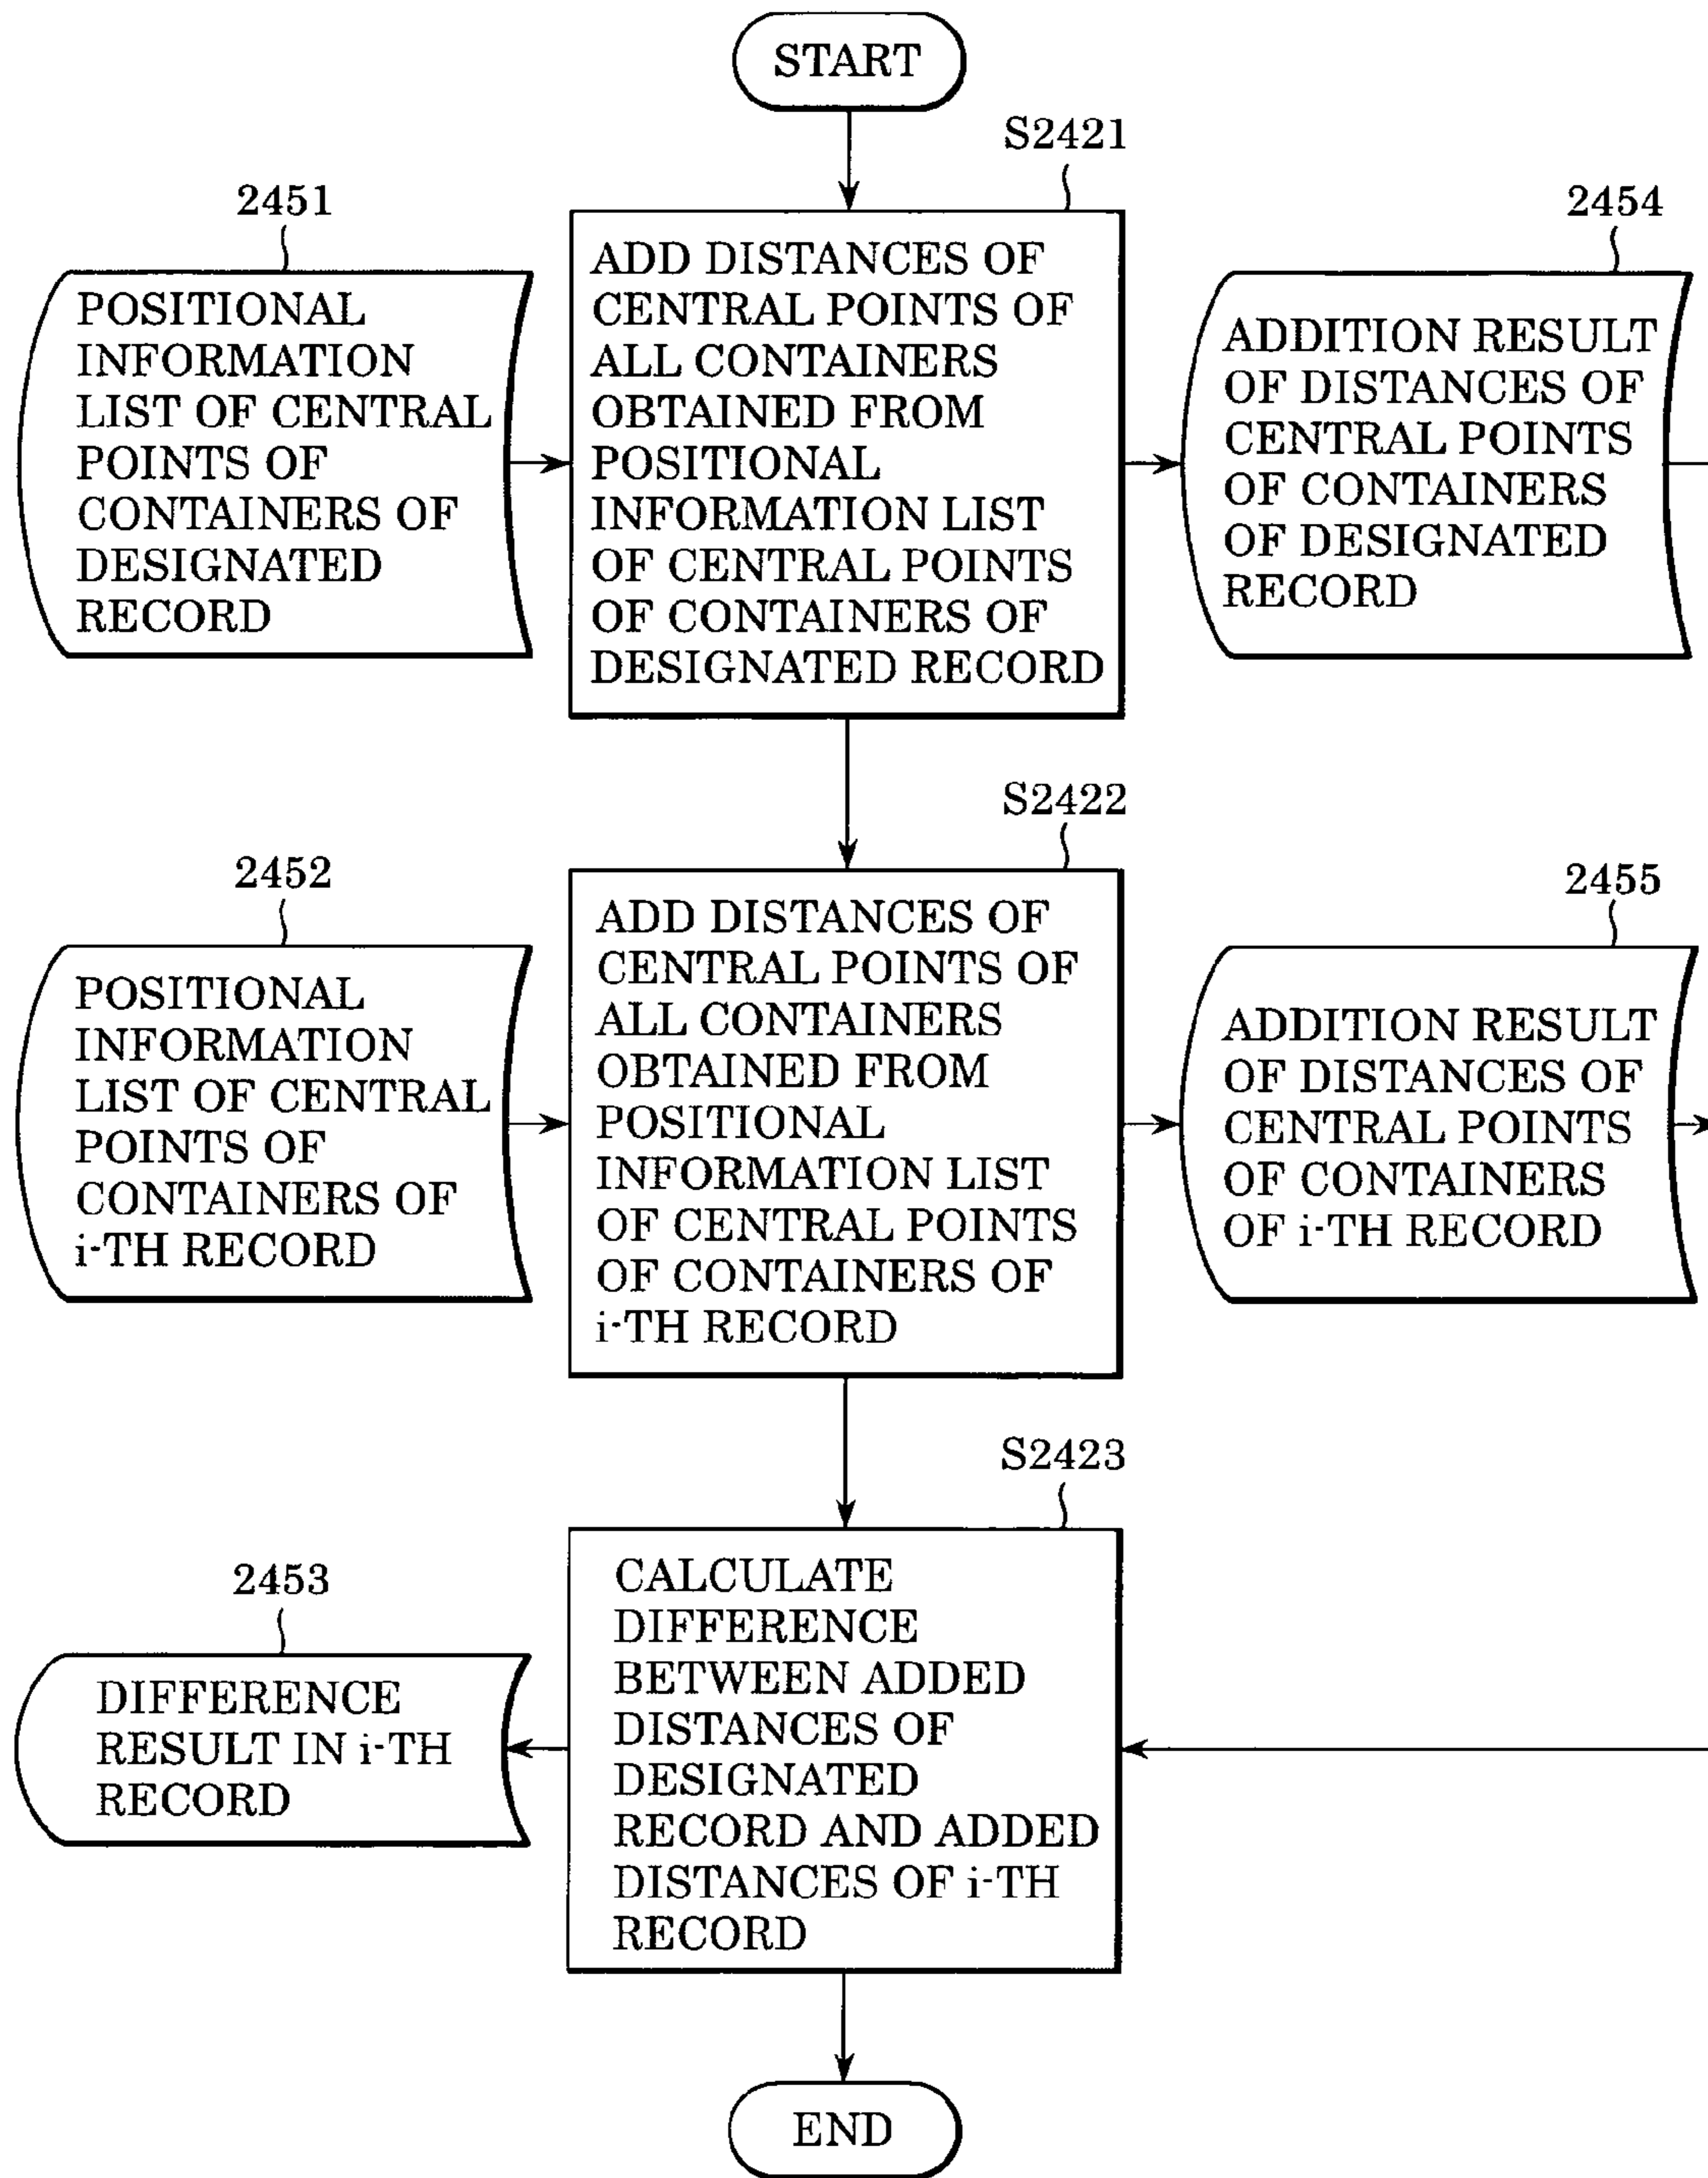 START
S2421
2451
2454
POSITIONAL
INFORMATION
LIST OF CENTRAL
POINTS OF
CONTAINERS OF
DESIGNATED
RECORD
ADD DISTANCES OF
CENTRAL POINTS OF
ALL CONTAINERS
OBTAINED FROM
POSITIONAL
INFORMATION LIST
OF CENTRAL POINTS
OF CONTAINERS OF
DESIGNATED RECORD
ADDITION RESULT
OF DISTANCES OF
CENTRAL POINTS
OF CONTAINERS
OF DESIGNATED
RECORD
S2422
2452
2455
POSITIONAL
INFORMATION
LIST OF CENTRAL
POINTS OF
CONTAINERS OF
i-TH RECORD
ADD DISTANCES OF
CENTRAL POINTS OF
ALL CONTAINERS
OBTAINED FROM
POSITIONAL
INFORMATION LIST
OF CENTRAL POINTS
OF CONTAINERS OF
i-TH RECORD
ADDITION RESULT
OF DISTANCES OF
CENTRAL POINTS
OF CONTAINERS
OF i-TH RECORD
S2423
2453
DIFFERENCE
RESULT IN i-TH
RECORD
CALCULATE
DIFFERENCE
BETWEEN ADDED
DISTANCES OF
DESIGNATED
RECORD AND ADDED
DISTANCES OF i-TH
RECORD
END